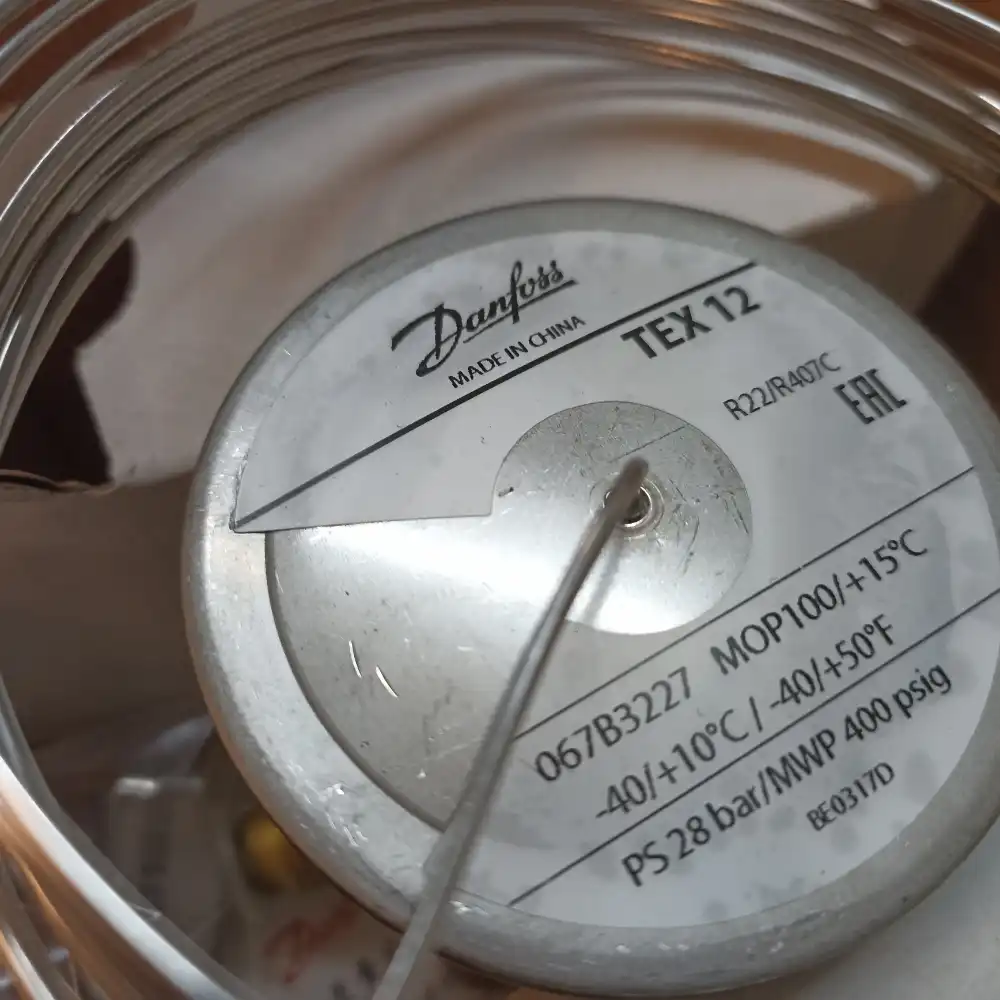 Danfoss
MADE IN CHINA
TEX 12
R22/R407C
EAC
067B3227 MOP100/+15°C
-40/+10°C / -40/+50°F
PS 28 bar/MWP 400 psig
BE0317D